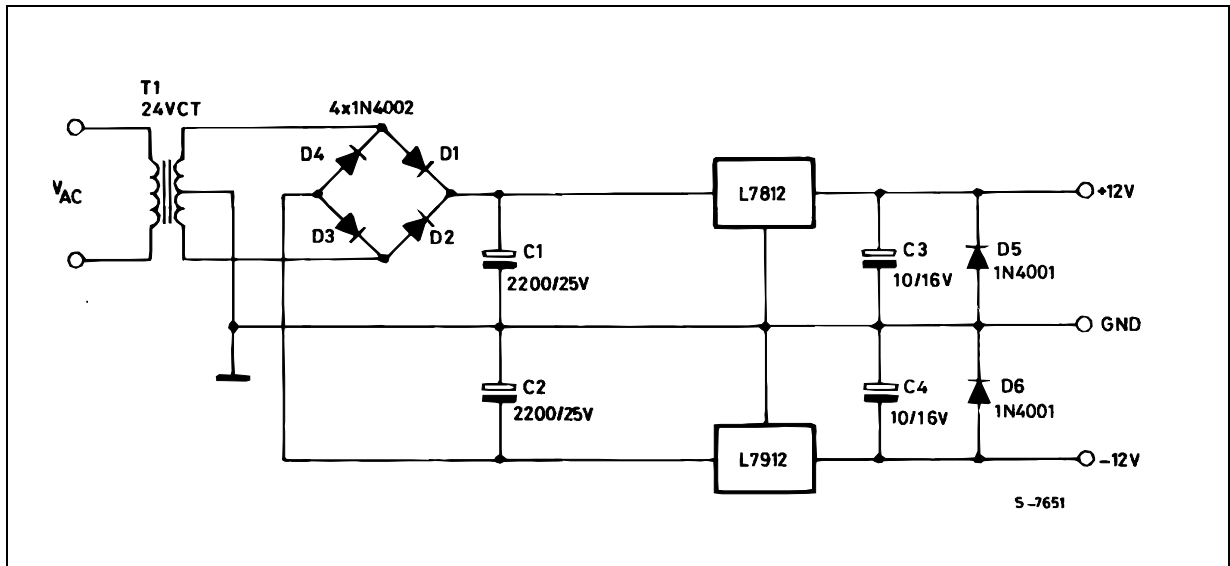 T1
24VCT
4x1N4002
D4
D1
VAC
D3
D2
L7812
+12V
C1
2200/25V
C3
10/16V
D5
1N4001
GND
C2
2200/25V
C4
10/16V
D6
1N4001
L7912
-12V
S-7651